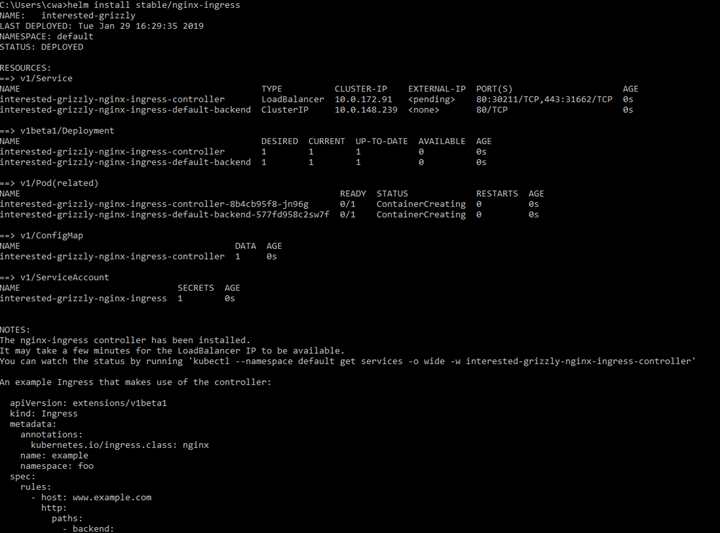 C:\Users\cwa>helm install stable/nginx-ingress
NAME:   interested-grizzly
LAST DEPLOYED: Tue Jan 29 16:29:35 2019
NAMESPACE: default
STATUS: DEPLOYED

RESOURCES:
==> v1/Service
NAME                                              TYPE          CLUSTER-IP    EXTERNAL-IP  PORT(S)                     AGE
interested-grizzly-nginx-ingress-controller       LoadBalancer  10.0.172.91   <pending>    80:30211/TCP,443:31662/TCP  0s
interested-grizzly-nginx-ingress-default-backend  ClusterIP     10.0.148.239  <none>       80/TCP                      0s

==> v1beta1/Deployment
NAME                                              DESIRED  CURRENT  UP-TO-DATE  AVAILABLE  AGE
interested-grizzly-nginx-ingress-controller       1        1        1           0          0s
interested-grizzly-nginx-ingress-default-backend  1        1        1           0          0s

==> v1/Pod(related)
NAME                                                             READY  STATUS             RESTARTS  AGE
interested-grizzly-nginx-ingress-controller-8b4cb95f8-jn96g      0/1    ContainerCreating  0         0s
interested-grizzly-nginx-ingress-default-backend-577fd958c2sw7f  0/1    ContainerCreating  0         0s

==> v1/ConfigMap
NAME                                         DATA  AGE
interested-grizzly-nginx-ingress-controller  1     0s

==> v1/ServiceAccount
NAME                              SECRETS  AGE
interested-grizzly-nginx-ingress  1        0s

NOTES:
The nginx-ingress controller has been installed.
It may take a few minutes for the LoadBalancer IP to be available.
You can watch the status by running 'kubectl --namespace default get services -o wide -w interested-grizzly-nginx-ingress-controller'

An example Ingress that makes use of the controller:

  apiVersion: extensions/v1beta1
  kind: Ingress
  metadata:
    annotations:
      kubernetes.io/ingress.class: nginx
    name: example
    namespace: foo
  spec:
    rules:
      - host: www.example.com
        http:
          paths:
            - backend: